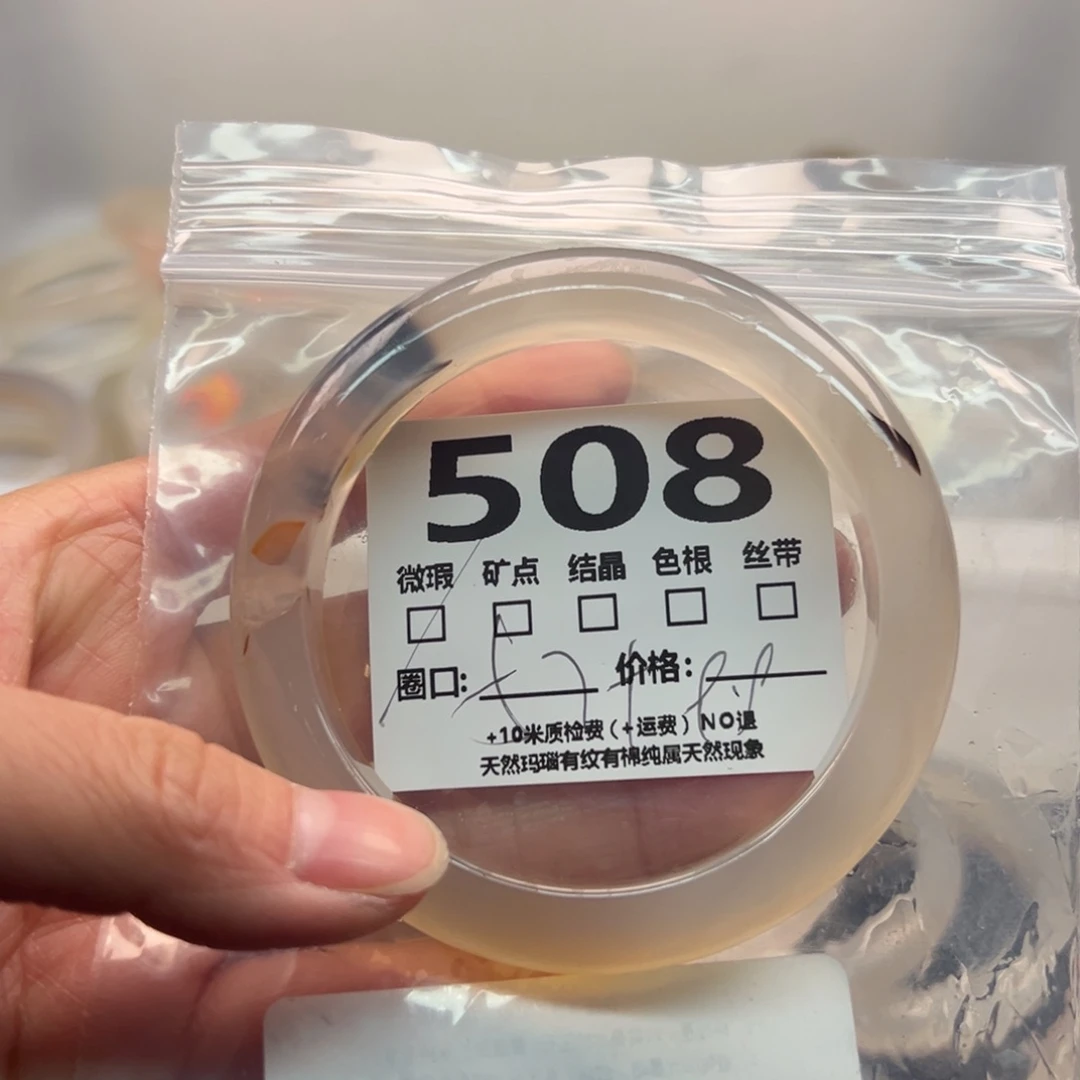 508
微瑕 矿点 结晶 色根 丝带
圈口: 价格:
+10米质检费(+运费) NO退
天然玛瑙有纹有棉纯属天然现象